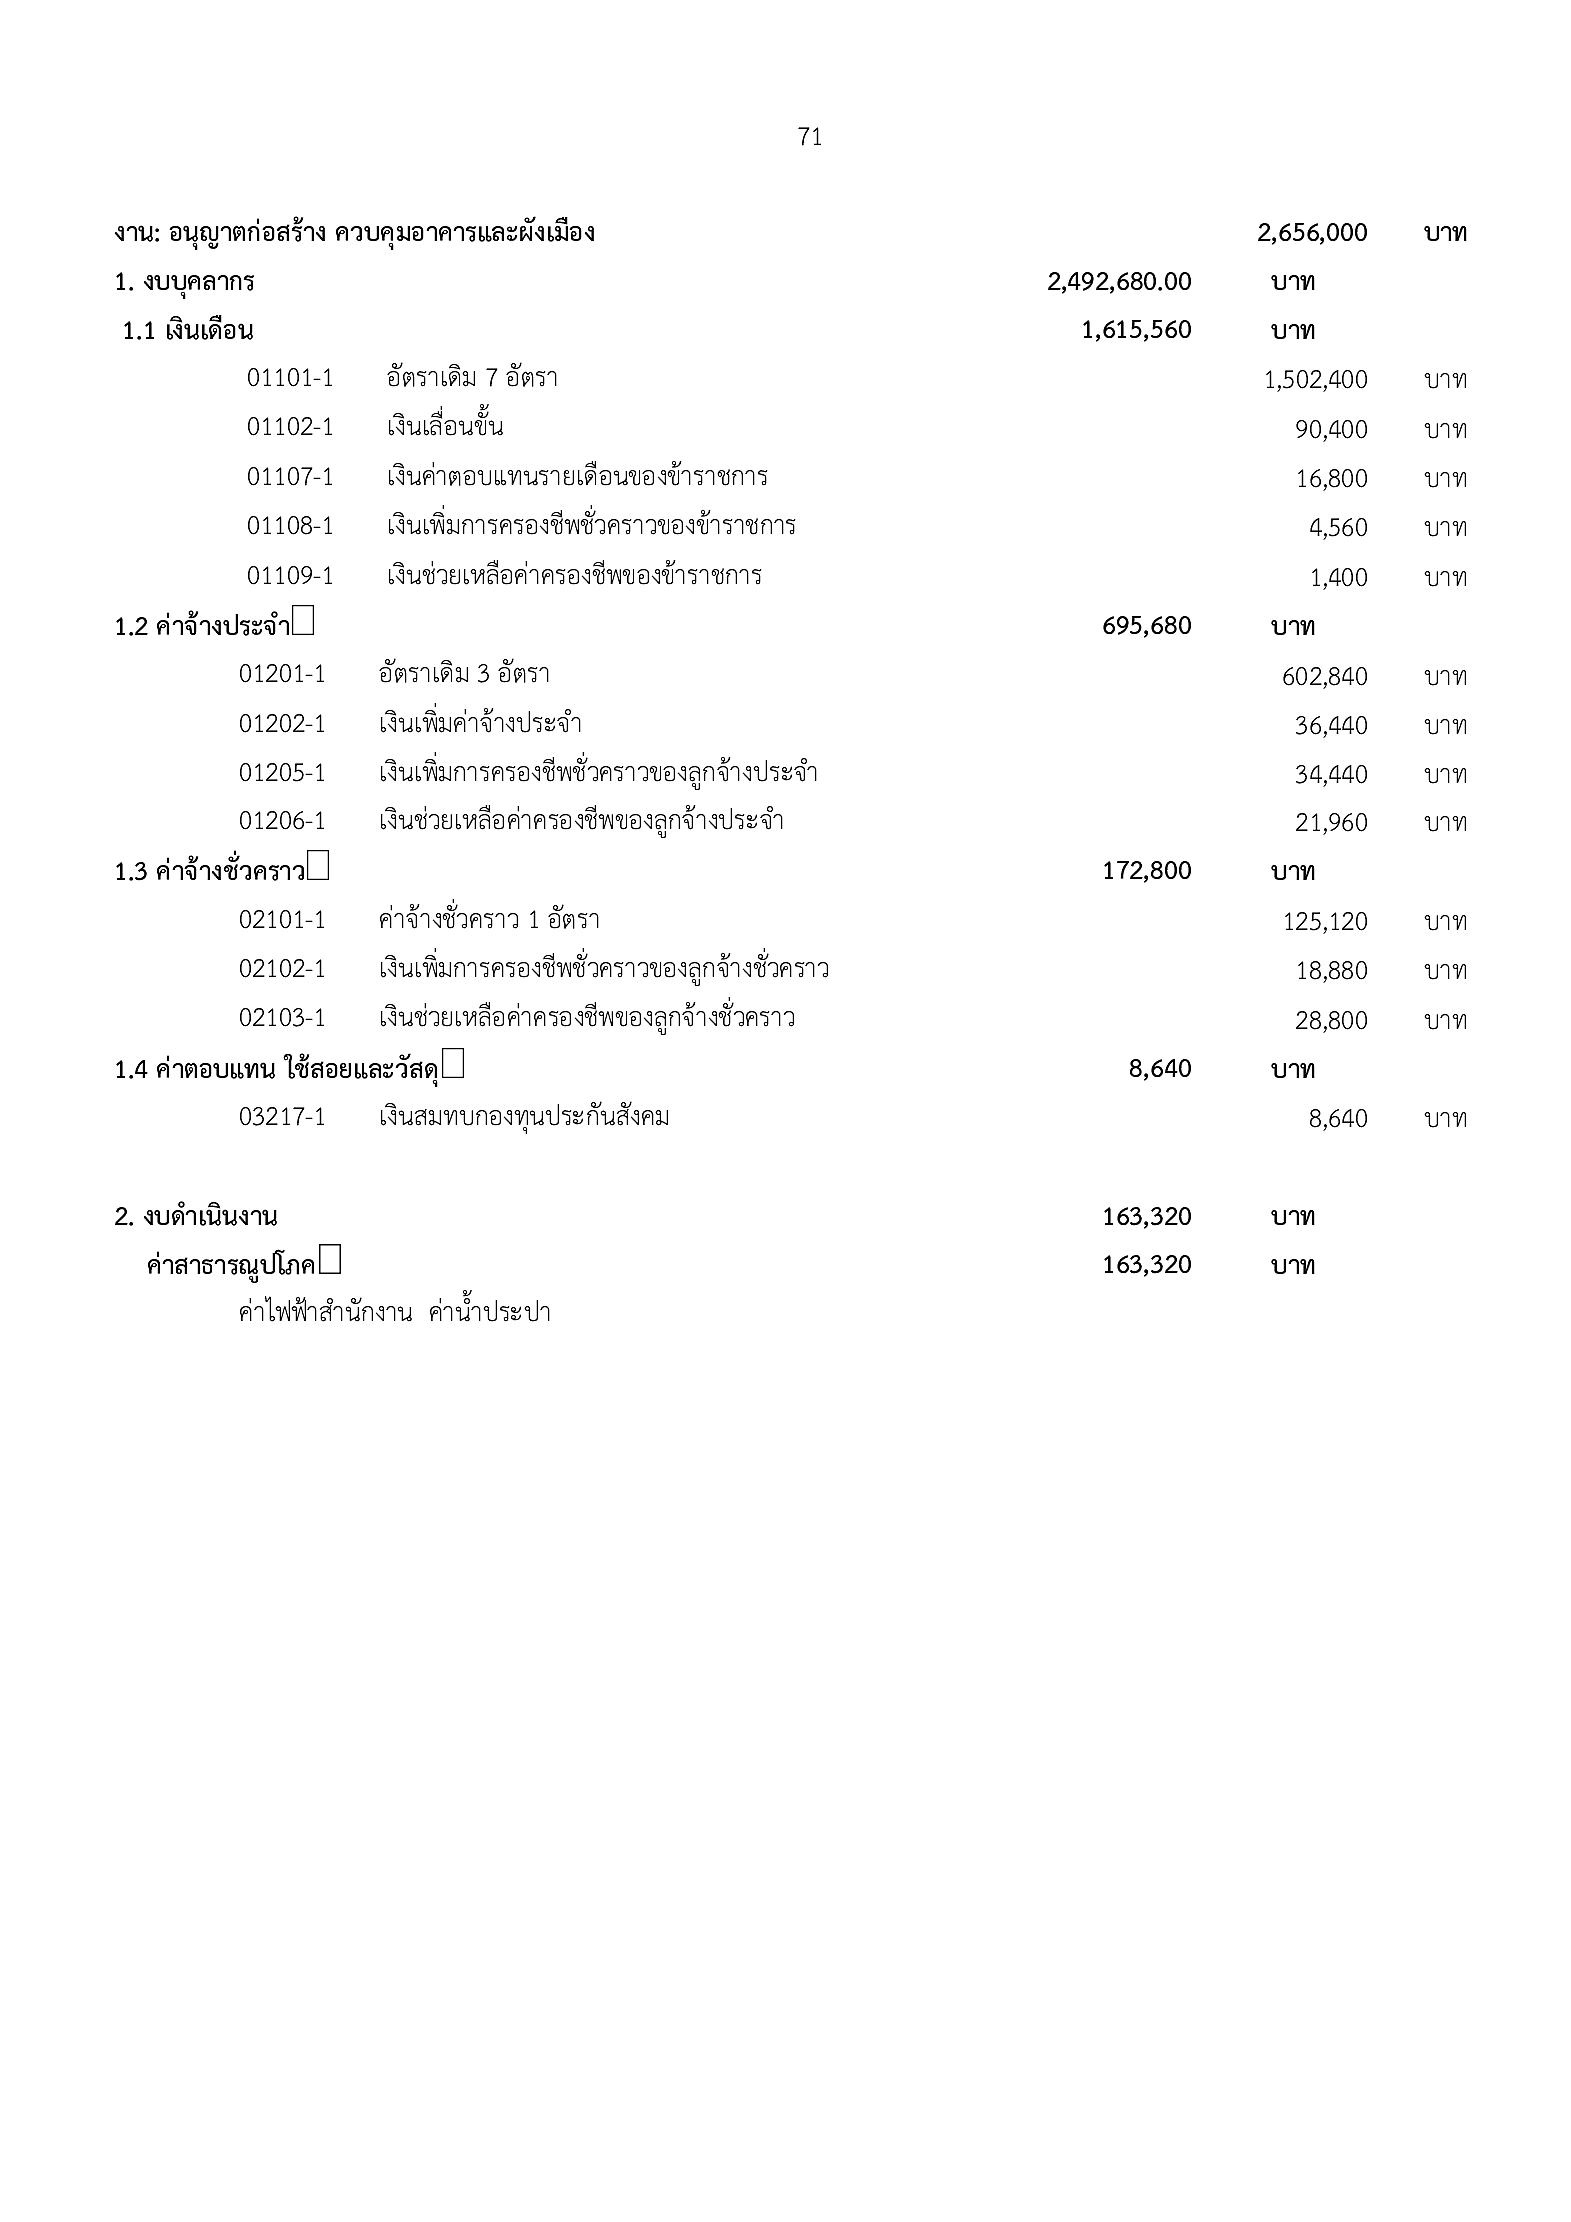 71
งาน: อนุญาตก่อสร้าง ควบคุมอาคารและผังเมือง 2,656,000 บาท
1. งบบุคลากร 2,492,680.00 บาท
1.1 เงินเดือน 1,615,560 บาท
01101-1 อัตราเดิม 7 อัตรา 1,502,400 บาท
01102-1 เงินเลื่อนขั้น 90,400 บาท
01107-1 เงินค่าตอบแทนรายเดือนของข้าราชการ 16,800 บาท
01108-1 เงินเพิ่มการครองชีพชั่วคราวของข้าราชการ 4,560 บาท
01109-1 เงินช่วยเหลือค่าครองชีพของข้าราชการ 1,400 บาท
1.2 ค่าจ้างประจำ 695,680 บาท
01201-1 อัตราเดิม 3 อัตรา 602,840 บาท
01202-1 เงินเพิ่มค่าจ้างประจำ 36,440 บาท
01205-1 เงินเพิ่มการครองชีพชั่วคราวของลูกจ้างประจำ 34,440 บาท
01206-1 เงินช่วยเหลือค่าครองชีพของลูกจ้างประจำ 21,960 บาท
1.3 ค่าจ้างชั่วคราว 172,800 บาท
02101-1 ค่าจ้างชั่วคราว 1 อัตรา 125,120 บาท
02102-1 เงินเพิ่มการครองชีพชั่วคราวของลูกจ้างชั่วคราว 18,880 บาท
02103-1 เงินช่วยเหลือค่าครองชีพของลูกจ้างชั่วคราว 28,800 บาท
1.4 ค่าตอบแทน ใช้สอยและวัสดุ 8,640 บาท
03217-1 เงินสมทบกองทุนประกันสังคม 8,640 บาท
2. งบดำเนินงาน 163,320 บาท
ค่าสาธารณูปโภค 163,320 บาท
ค่าไฟฟ้าสำนักงาน ค่าน้ำประปา